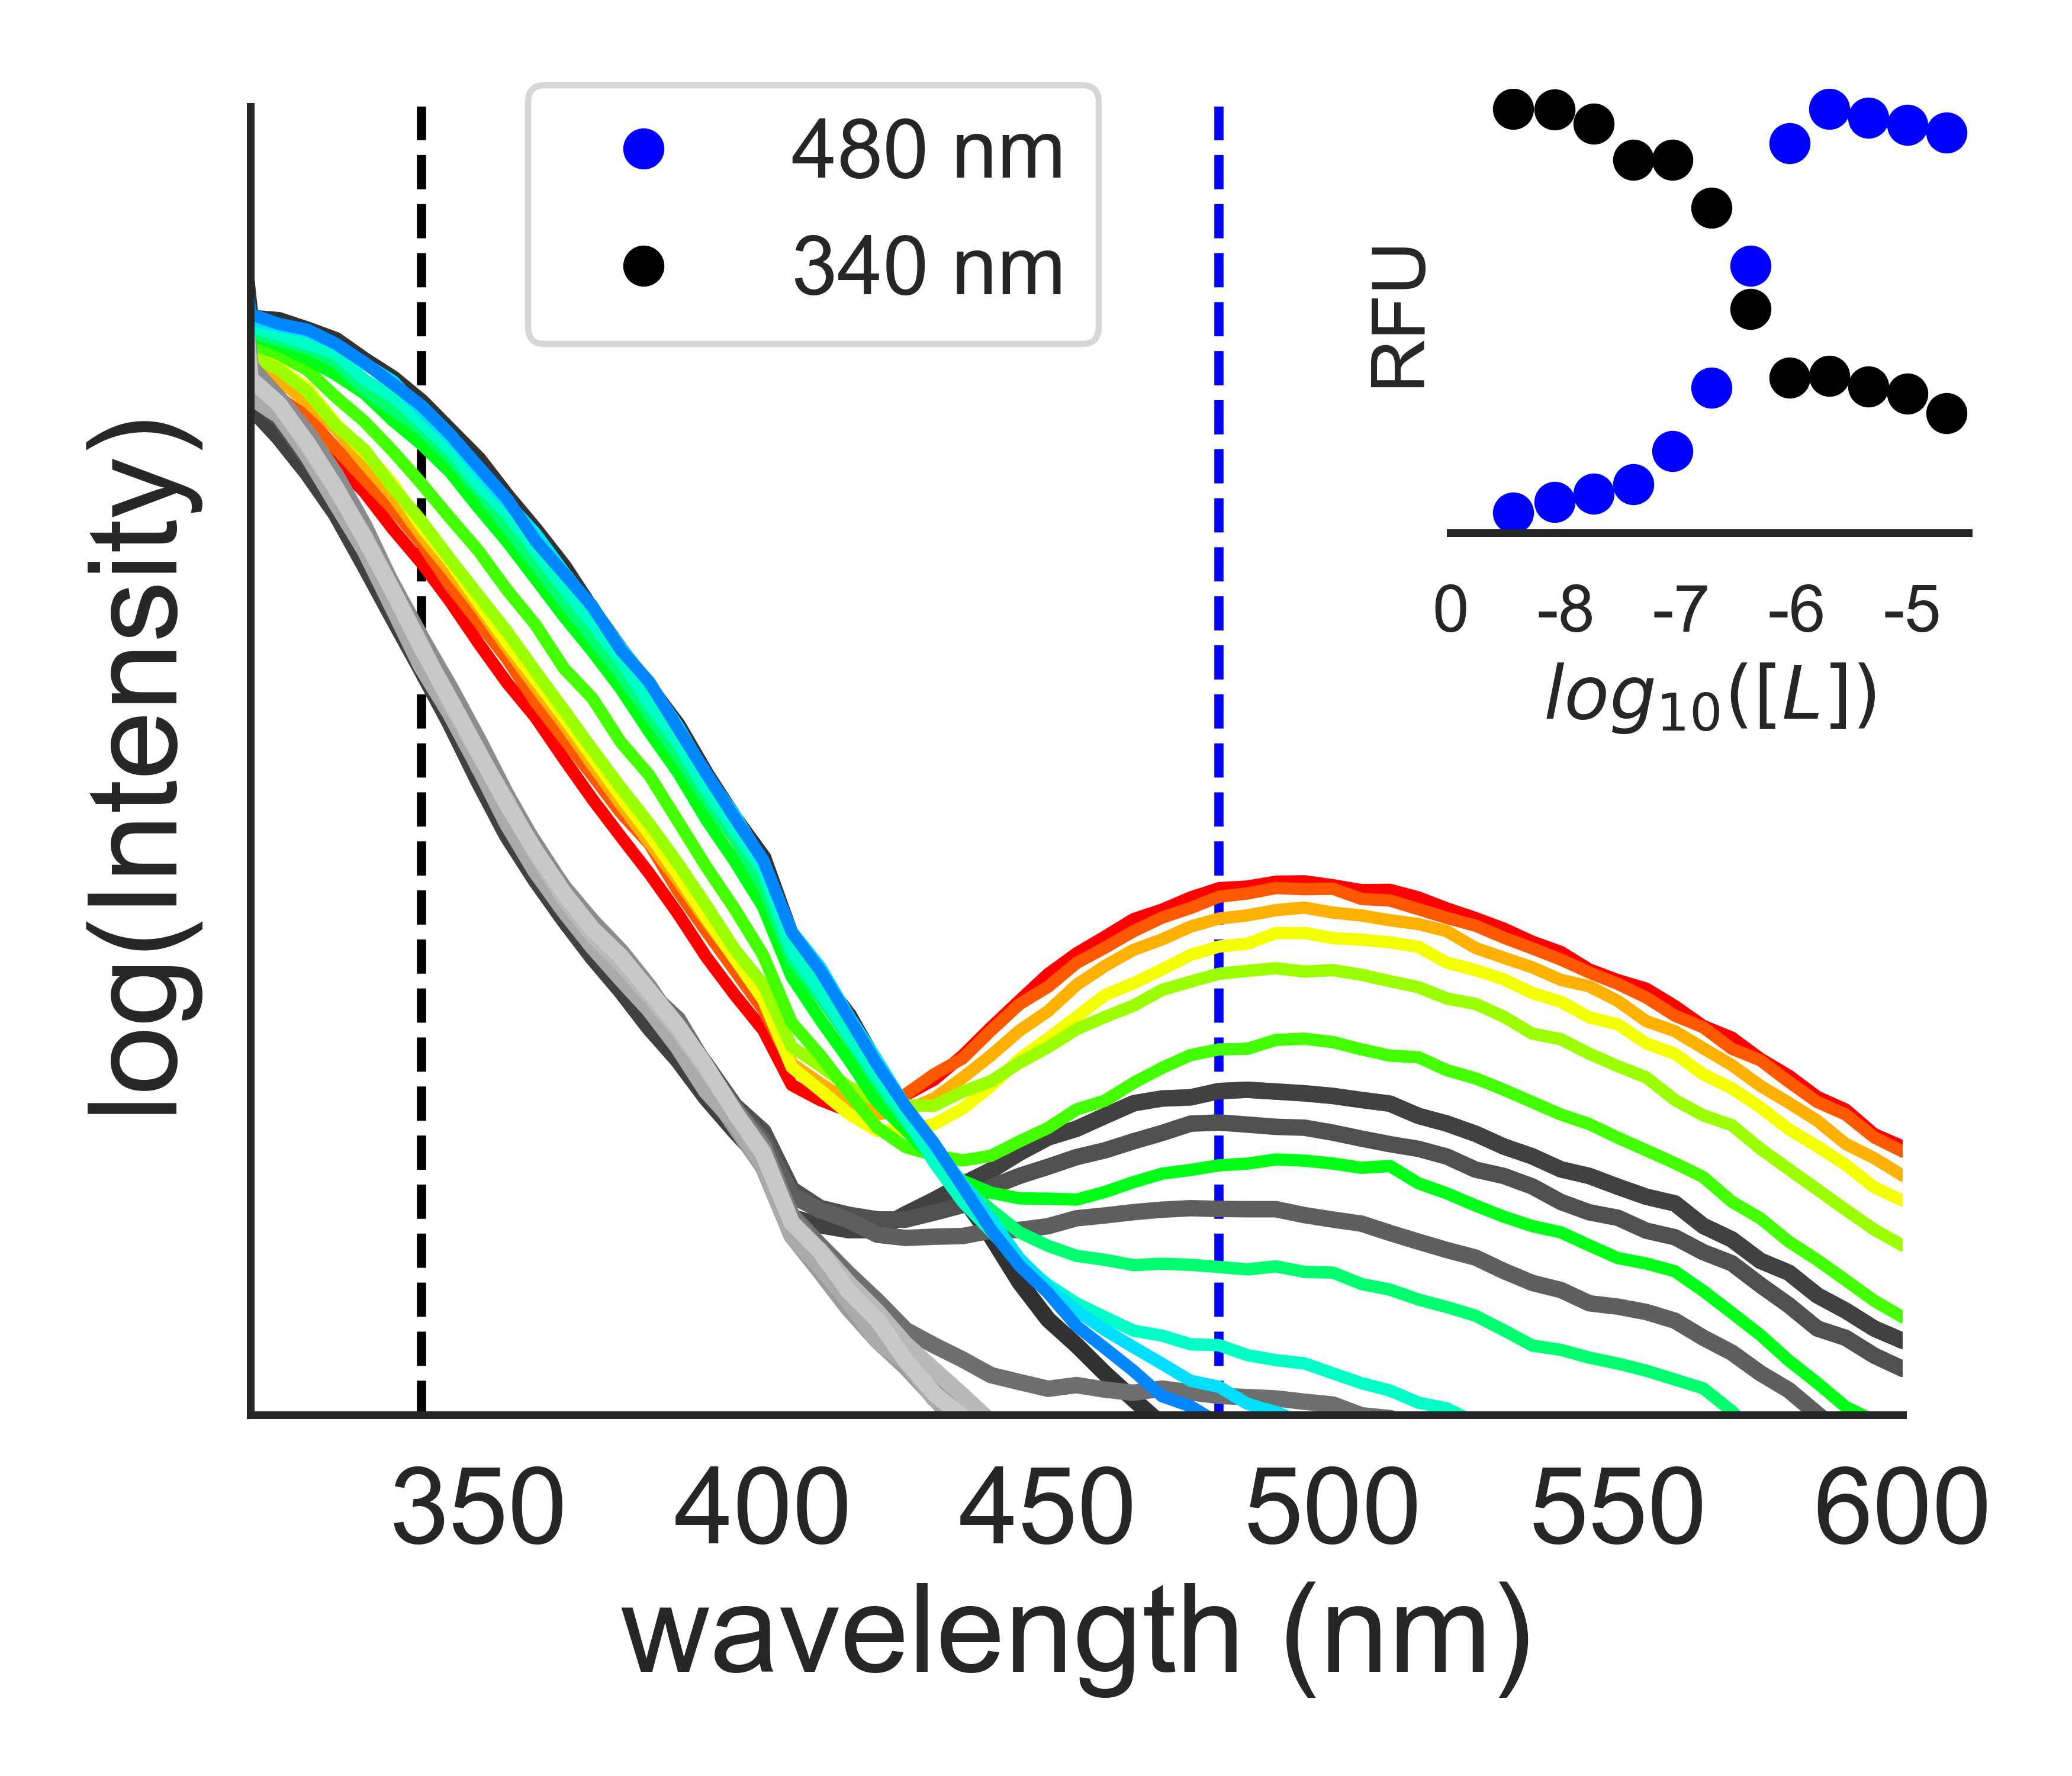 480 nm
340 nm
RFU
0 -8 -7 -6 -5
log₁₀([L])
log(Intensity)
350 400 450 500 550 600
wavelength (nm)